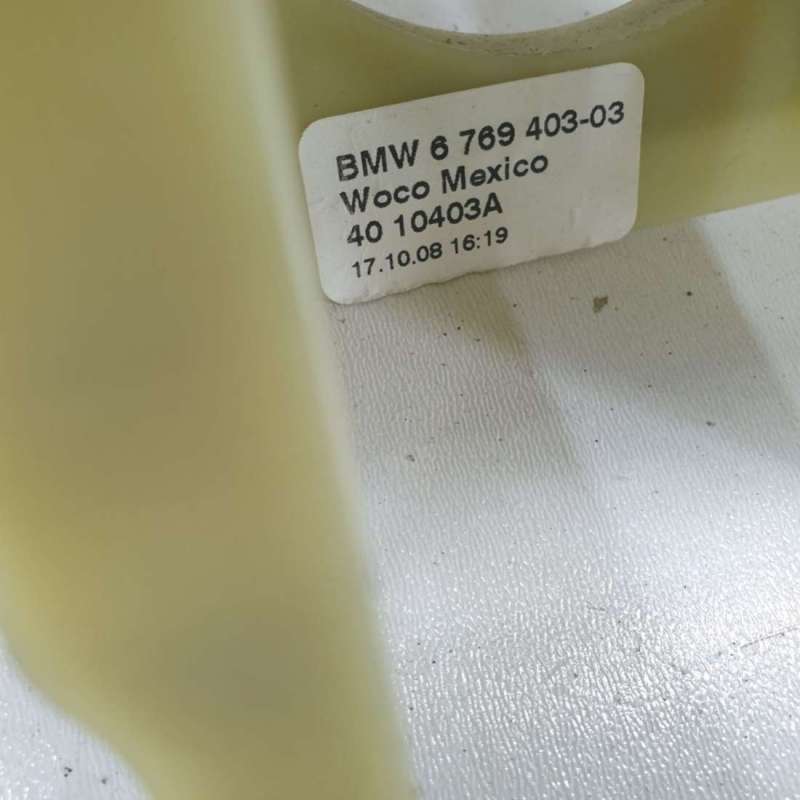 BMW 6 769 403-03
Woco Mexico
40 10403A
17.10.08 16:19